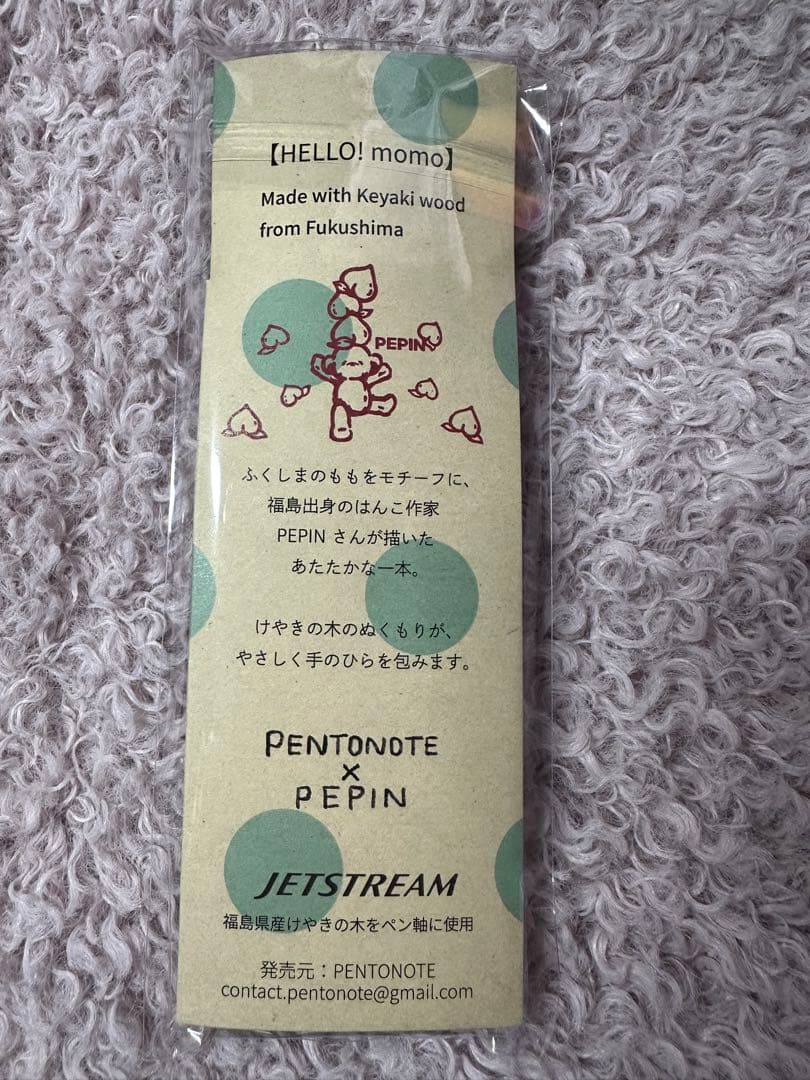 【HELLO! momo】
Made with Keyaki wood
from Fukushima
PEPIN
ふくしまのももをモチーフに、
福島出身のはんこ作家
PEPIN さんが描いた
あたたかな一本。
けやきの木のぬくもりが、
やさしく手のひらを包みます。
PENTONOTE
×
PEPIN
JETSTREAM
福島県産けやきの木をペン軸に使用
発売元：PENTONOTE
contact.pentonote@gmail.com